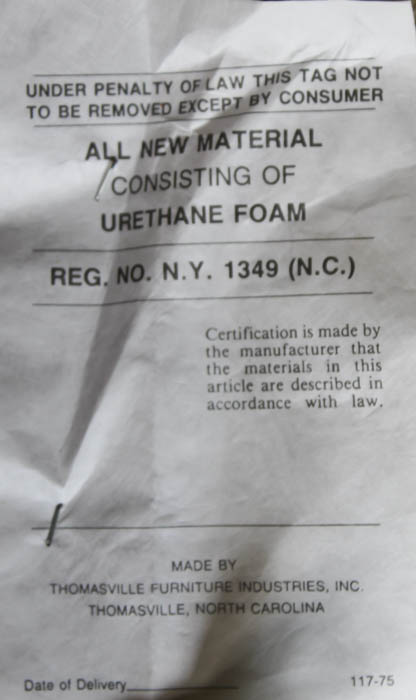 UNDER PENALTY OF LAW THIS TAG NOT
TO BE REMOVED EXCEPT BY CONSUMER
ALL NEW MATERIAL
CONSISTING OF
URETHANE FOAM
REG. NO. N.Y. 1349 (N.C.)
Certification is made by
the manufacturer that
the materials in this
article are described in
accordance with law.
MADE BY
THOMASVILLE FURNITURE INDUSTRIES, INC.
THOMASVILLE, NORTH CAROLINA
Date of Delivery
117-75